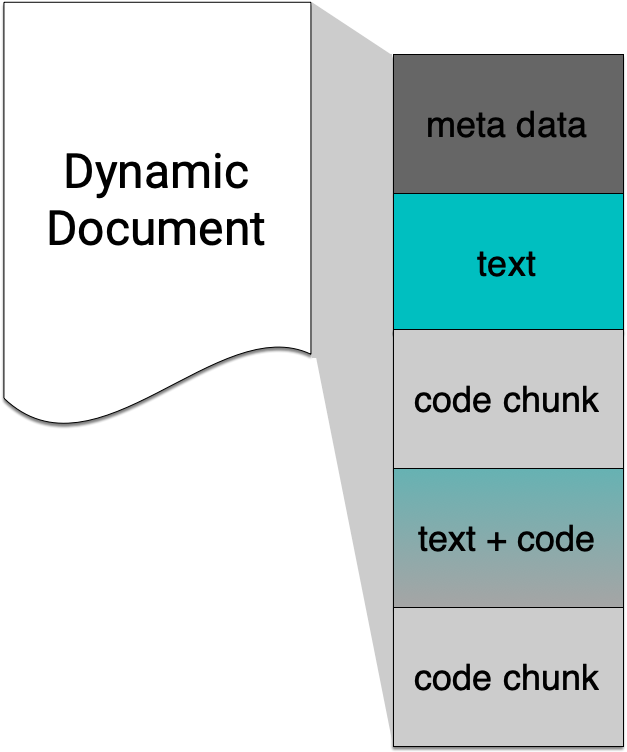 Dynamic
Document
meta data
text
code chunk
text + code
code chunk